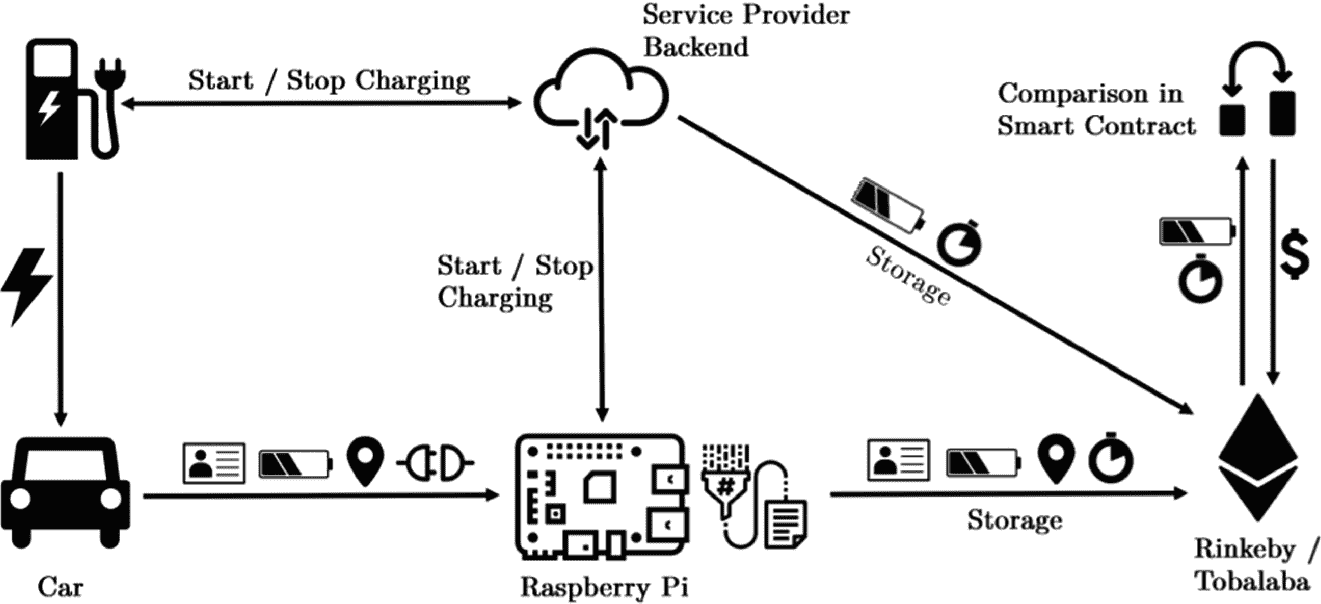 Service Provider
Backend
Start / Stop Charging
Comparison in
Smart Contract
Start / Stop
Charging
Storage
$
#
Storage
Car
Raspberry Pi
Rinkeby /
Tobalaba